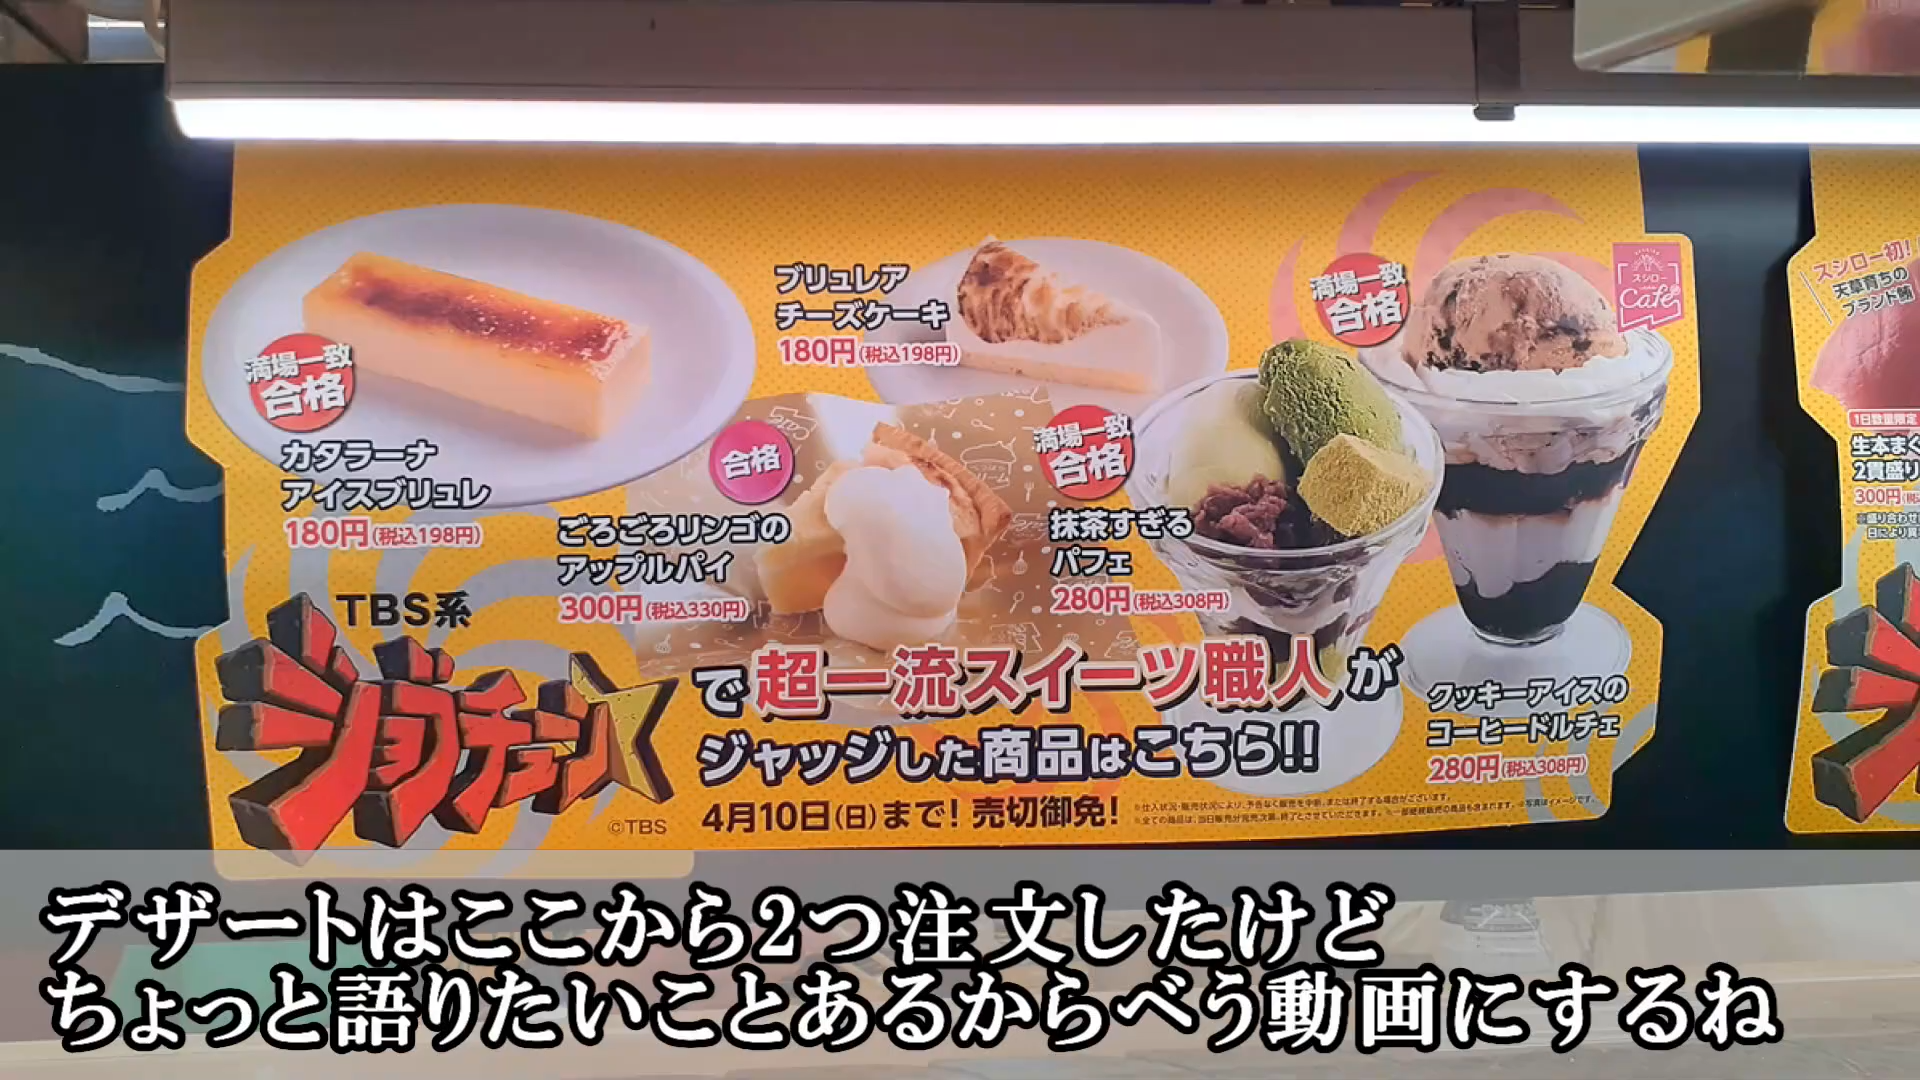 満場一致
合格
カタラーナ
アイスブリュレ
180円(税込198円)
合格
ごろごろリンゴの
アップルパイ
300円(税込330円)
ブリュレア
チーズケーキ
180円(税込198円)
満場一致
合格
抹茶すぎる
パフェ
280円(税込308円)
満場一致
合格
スシロー
Café
クッキーアイスの
コーヒードルチェ
280円(税込308円)
TBS系
ジョブチューン
©TBS
で超一流スイーツ職人が
ジャッジした商品はこちら!!
4月10日(日)まで! 売切御免!
スシロー初!
天草育ちの
ブランド鮪
1日数量限定
生本まぐ
2貫盛り
300円
デザートはここから2つ注文したけど
ちょっと語りたいことあるからべう動画にするね